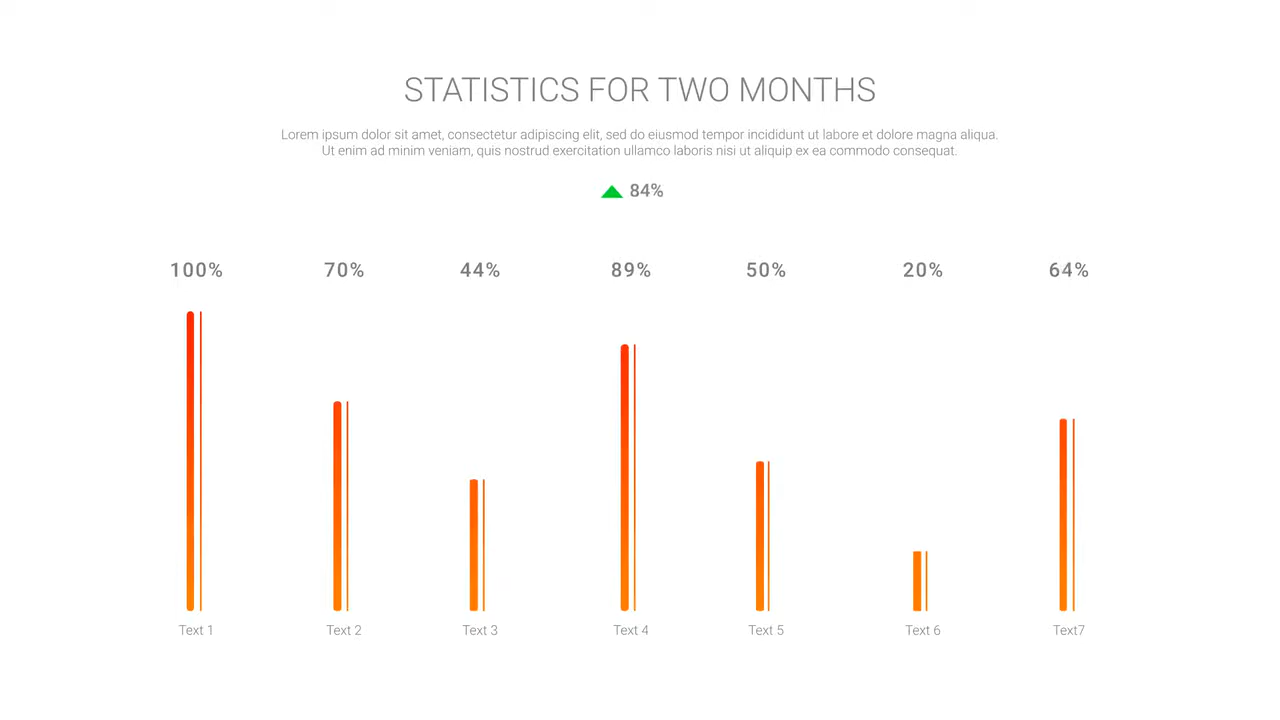 STATISTICS FOR TWO MONTHS
Lorem ipsum dolor sit amet, consectetur adipiscing elit, sed do eiusmod tempor incididunt ut labore et dolore magna aliqua.
Ut enim ad minim veniam, quis nostrud exercitation ullamco laboris nisi ut aliquip ex ea commodo consequat.
84%
100% 70% 44% 89% 50% 20% 64%
Text 1 Text 2 Text 3 Text 4 Text 5 Text 6 Text7